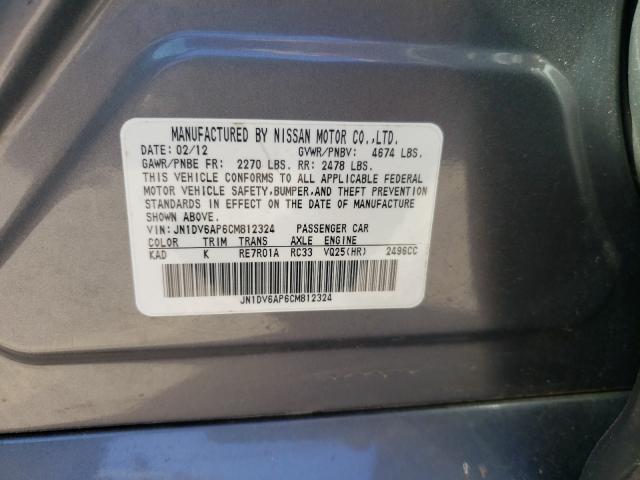 MANUFACTURED BY NISSAN MOTOR CO.,LTD.
DATE: 02/12 GVWR/PNBV: 4674 LBS.
GAWR/PNBE FR: 2270 LBS. RR: 2478 LBS.
THIS VEHICLE CONFORMS TO ALL APPLICABLE FEDERAL
MOTOR VEHICLE SAFETY,BUMPER,AND THEFT PREVENTION
STANDARDS IN EFFECT ON THE DATE OF MANUFACTURE
SHOWN ABOVE.
VIN: JN1DV6AP6CM812324 PASSENGER CAR
COLOR TRIM TRANS AXLE ENGINE
KAD K RE7R01A RC33 VQ25(HR) 2496CC
JN1DV6AP6CM812324